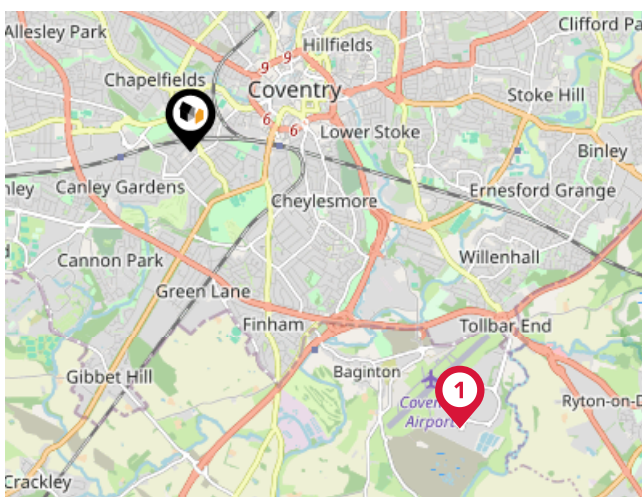 Allesley Park
Clifford Pa
Hillfields
Chapelfields
9
9
Coventry
Stoke Hill
6
6
Lower Stoke
Binley
nley
Canley Gardens
Ernesford Grange
Cheylesmore
Cannon Park
Willenhall
Green Lane
Finham
Tollbar End
Gibbet Hill
Baginton
1
Coven
Airport
Ryton-on-D
Crackley